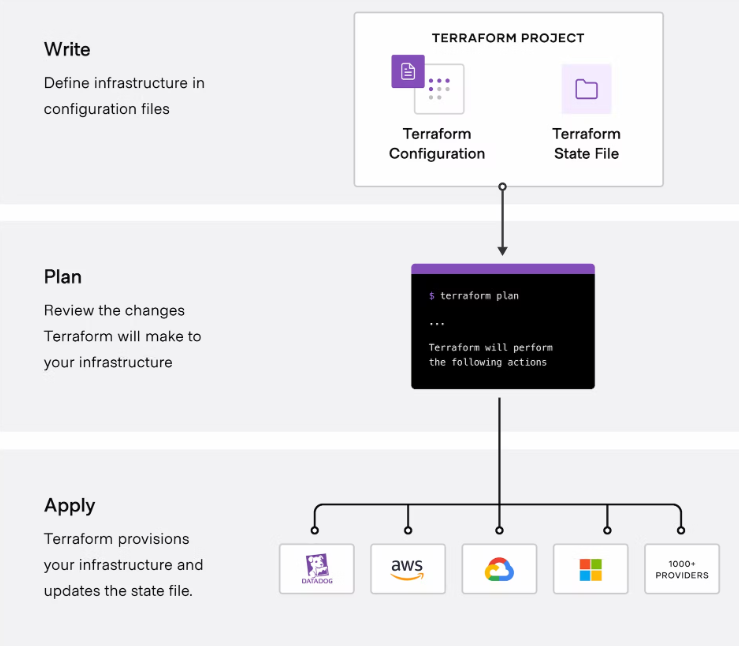 Write
Define infrastructure in
configuration files
TERRAFORM PROJECT
Terraform
Configuration
Terraform
State File
Plan
Review the changes
Terraform will make to
your infrastructure
$ terraform plan
...
Terraform will perform
the following actions
Apply
Terraform provisions
your infrastructure and
updates the state file.
DATADOG
aws
1000+
PROVIDERS